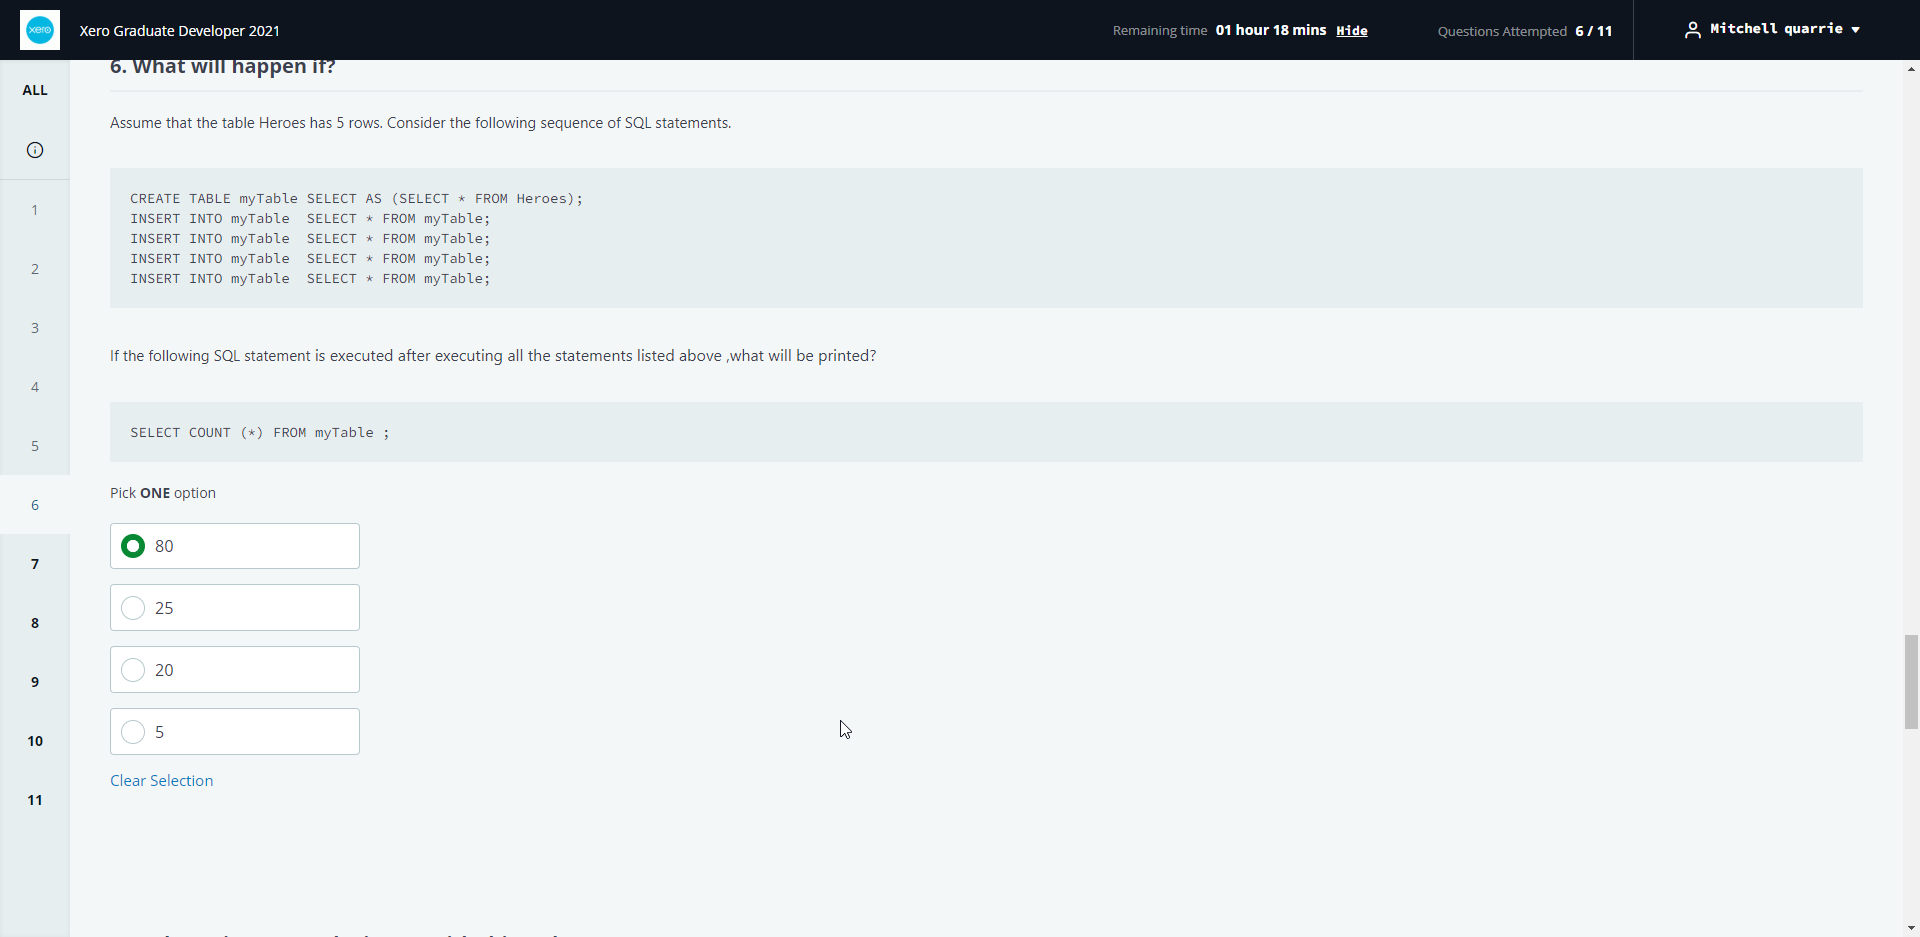 xero
Xero Graduate Developer 2021
Remaining time 01 hour 18 mins Hide
Questions Attempted 6 / 11
Mitchell quarrie
ALL
1
2
3
4
5
6
7
8
9
10
11
6. What will happen if?
Assume that the table Heroes has 5 rows. Consider the following sequence of SQL statements.
CREATE TABLE myTable SELECT AS (SELECT * FROM Heroes);
INSERT INTO myTable  SELECT * FROM myTable;
INSERT INTO myTable  SELECT * FROM myTable;
INSERT INTO myTable  SELECT * FROM myTable;
INSERT INTO myTable  SELECT * FROM myTable;
If the following SQL statement is executed after executing all the statements listed above ,what will be printed?
SELECT COUNT (*) FROM myTable ;
Pick ONE option
80
25
20
5
Clear Selection